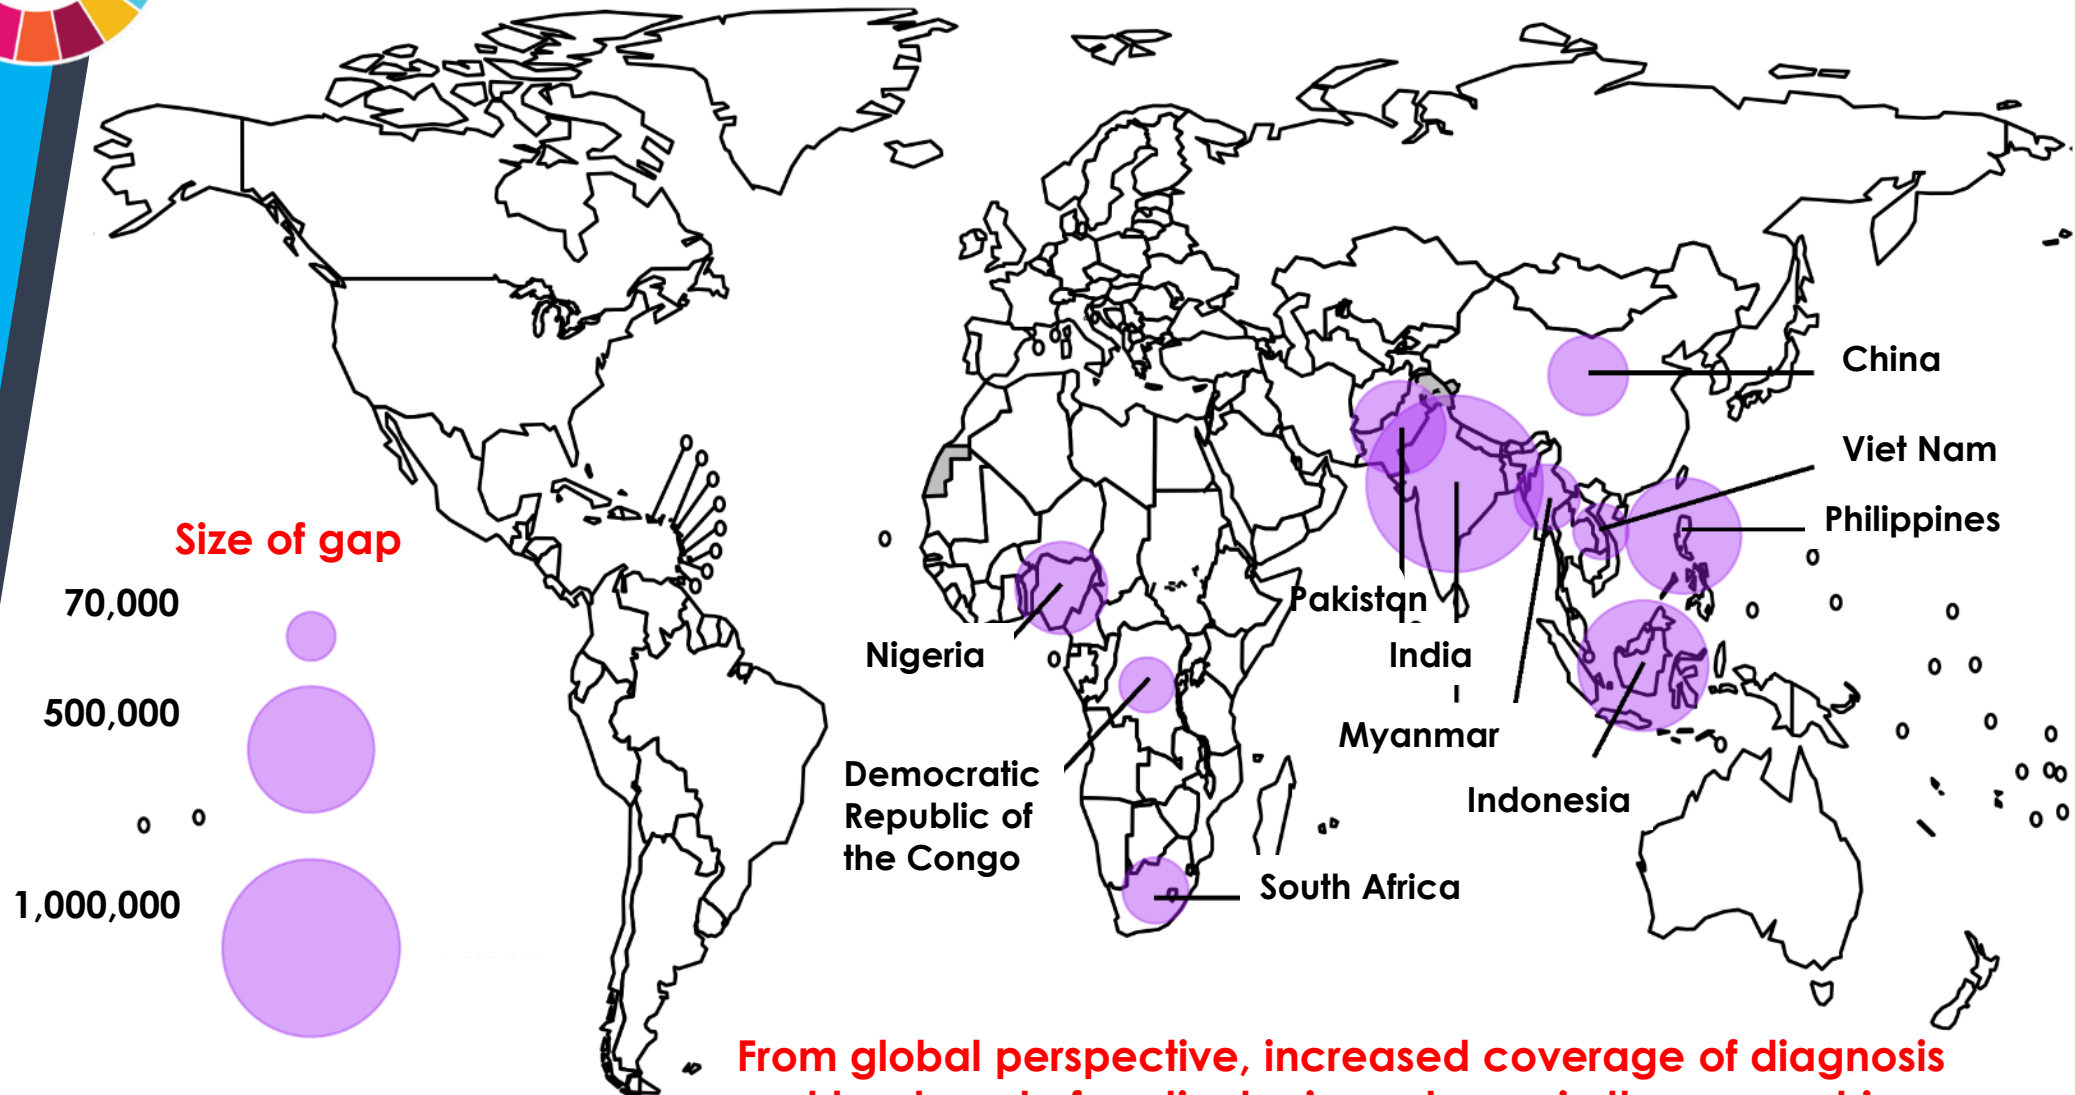 Size of gap
70,000
500,000
1,000,000
China
Viet Nam
Philippines
Pakistan
India
Myanmar
Indonesia
Nigeria
Democratic
Republic of
the Congo
South Africa
From global perspective, increased coverage of diagnosis